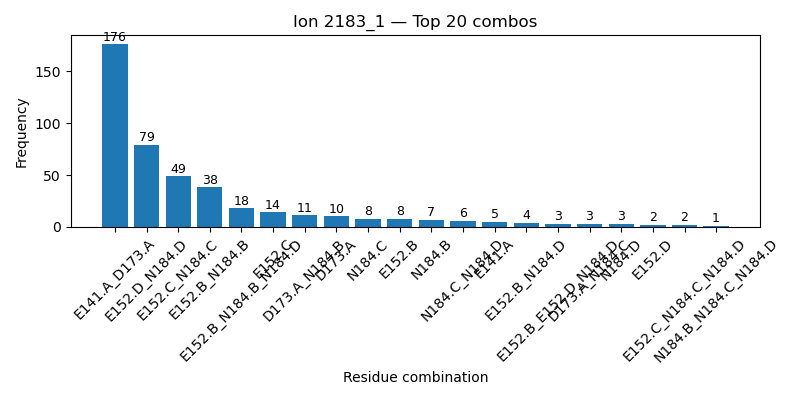 Ion 2183_1 — Top 20 combos
Frequency
150
100
50
0
176
79
49
38
18
14
11
10
8
8
7
6
5
4
3
3
3
2
2
1
E141.A_D173.A
E152.D_N184.D
E152.C_N184.C
E152.B_N184.B
E152.B_N184.B_N184.D
E152.C
D173.A_N184.B
D173.A
N184.C
E152.B
N184.B
N184.C_N184.D
E141.A
E152.B_N184.D
E152.B_E152.D_N184.D
D173.A_N184.C
N184.D
E152.D
E152.C_N184.C_N184.D
N184.B_N184.C_N184.D
Residue combination